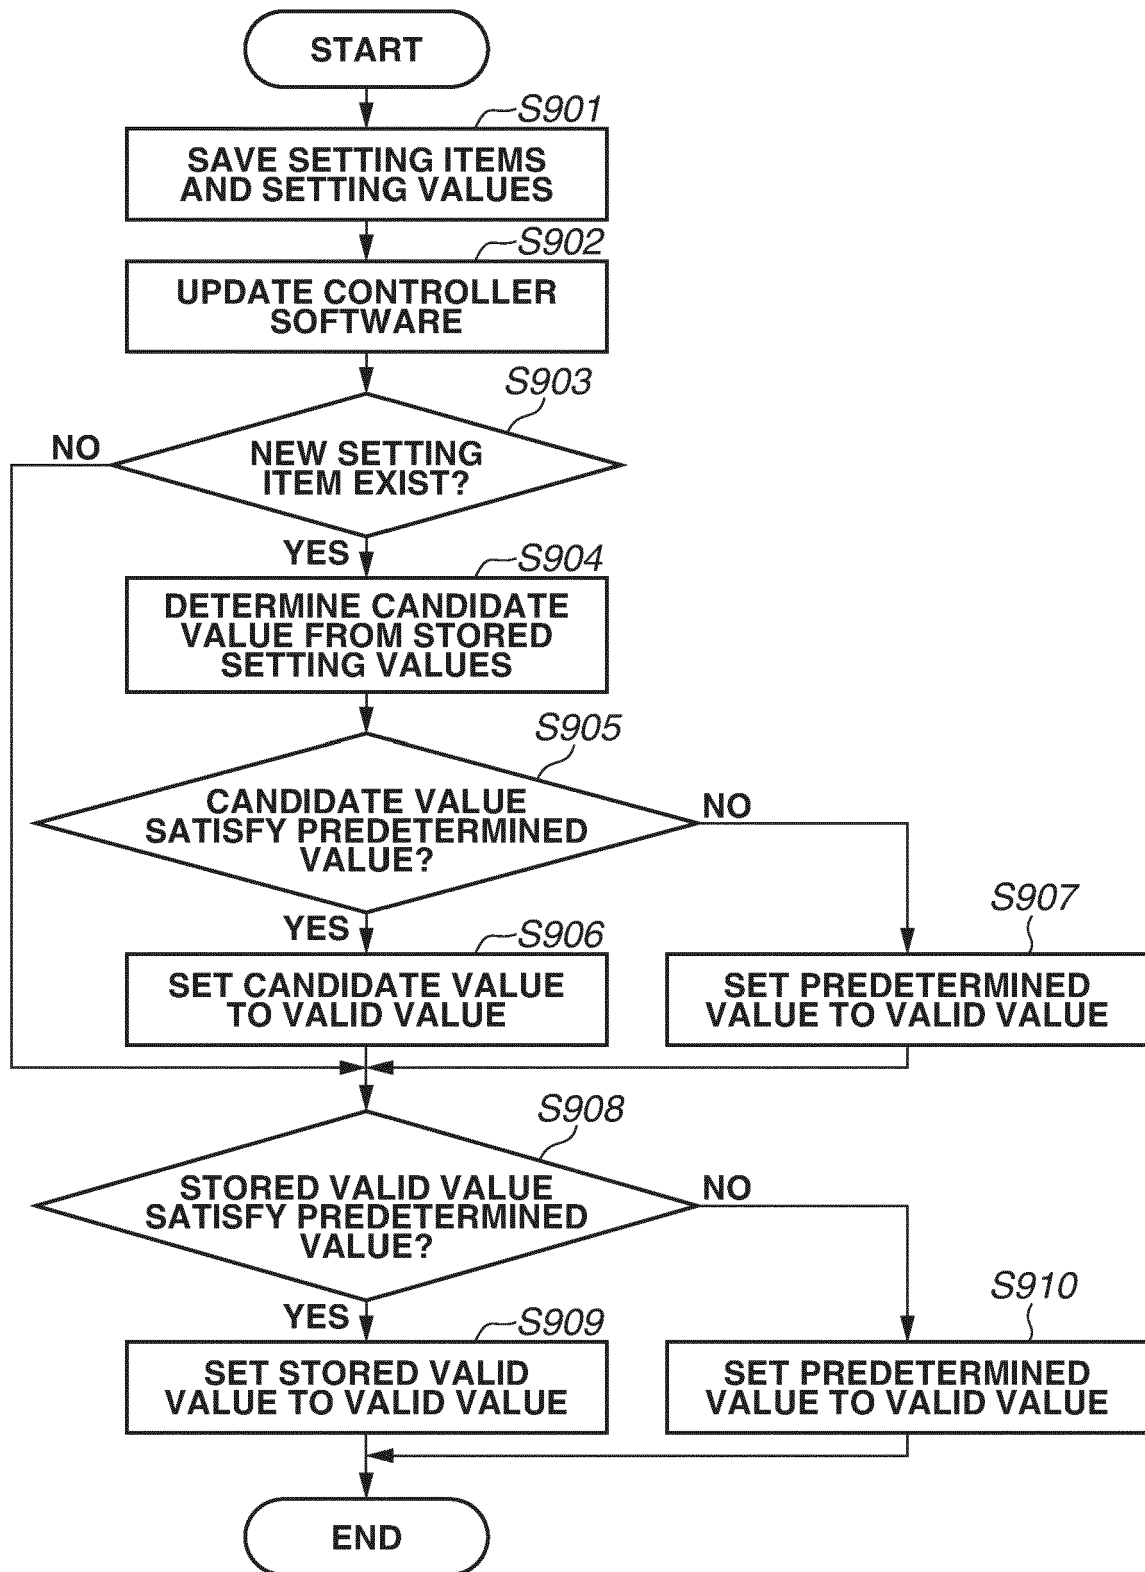 START
S901
SAVE SETTING ITEMS
AND SETTING VALUES
S902
UPDATE CONTROLLER
SOFTWARE
S903
NO
NEW SETTING
ITEM EXIST?
YES
S904
DETERMINE CANDIDATE
VALUE FROM STORED
SETTING VALUES
S905
CANDIDATE VALUE
SATISFY PREDETERMINED
VALUE?
NO
YES
S906
SET CANDIDATE VALUE
TO VALID VALUE
S907
SET PREDETERMINED
VALUE TO VALID VALUE
S908
STORED VALID VALUE
SATISFY PREDETERMINED
VALUE?
NO
YES
S909
SET STORED VALID
VALUE TO VALID VALUE
S910
SET PREDETERMINED
VALUE TO VALID VALUE
END